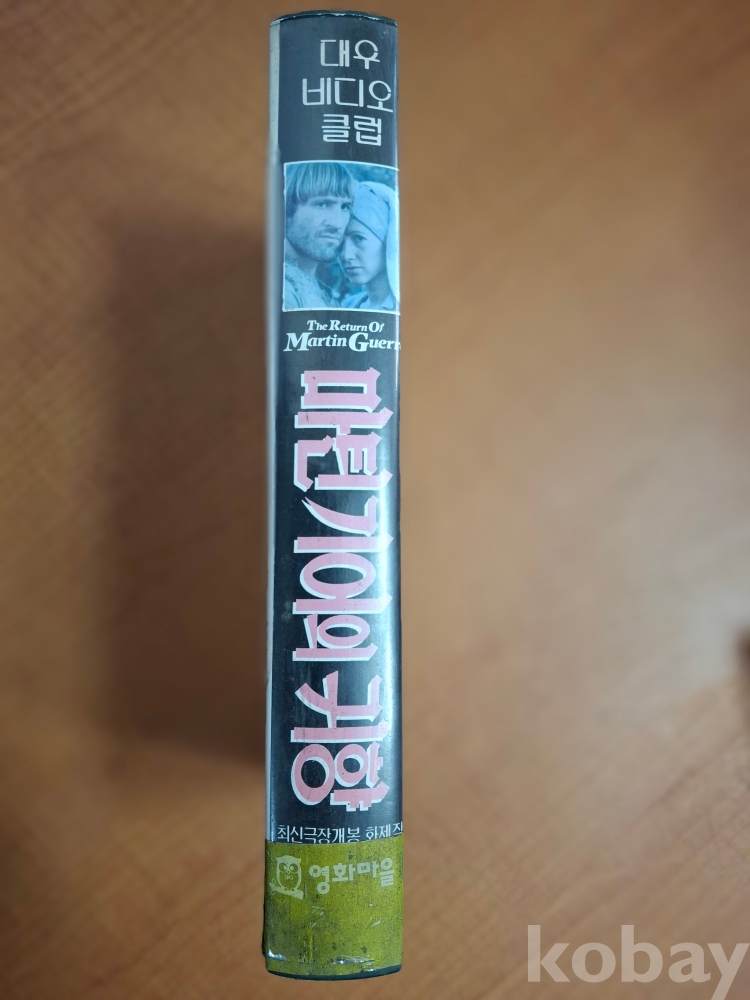 대우
비디오
클럽
The Return Of
Martin Guerr
마틴기어의 귀향
최신극장개봉 화제작
영화마을
kobay